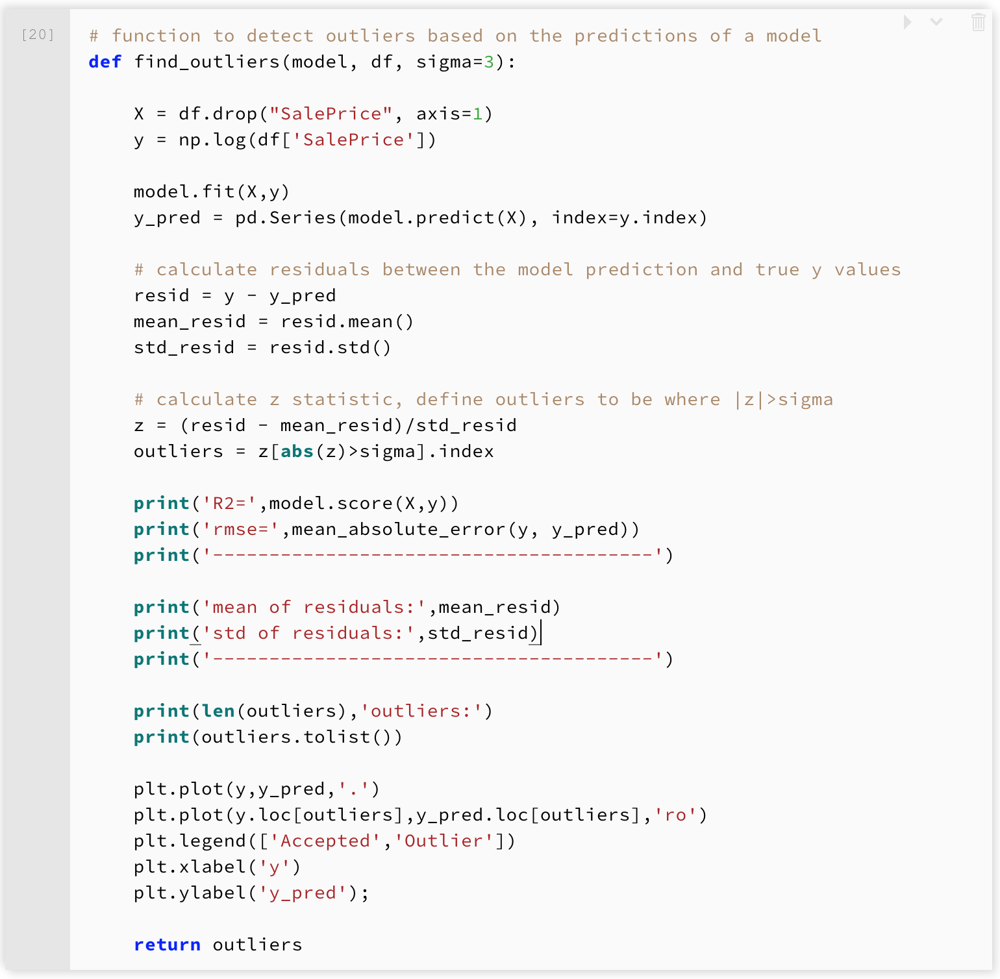 [20]
# function to detect outliers based on the predictions of a model
def find_outliers(model, df, sigma=3):
X = df.drop("SalePrice", axis=1)
y = np.log(df['SalePrice'])
model.fit(X,y)
y_pred = pd.Series(model.predict(X), index=y.index)
# calculate residuals between the model prediction and true y values
resid = y - y_pred
mean_resid = resid.mean()
std_resid = resid.std()
# calculate z statistic, define outliers to be where |z|>sigma
z = (resid - mean_resid)/std_resid
outliers = z[abs(z)>sigma].index
print('R2=',model.score(X,y))
print('rmse=',mean_absolute_error(y, y_pred))
print('---------------------------------------')
print('mean of residuals:',mean_resid)
print('std of residuals:',std_resid)
print('---------------------------------------')
print(len(outliers),'outliers:')
print(outliers.tolist())
plt.plot(y,y_pred,'.')
plt.plot(y.loc[outliers],y_pred.loc[outliers],'ro')
plt.legend(['Accepted','Outlier'])
plt.xlabel('y')
plt.ylabel('y_pred');
return outliers